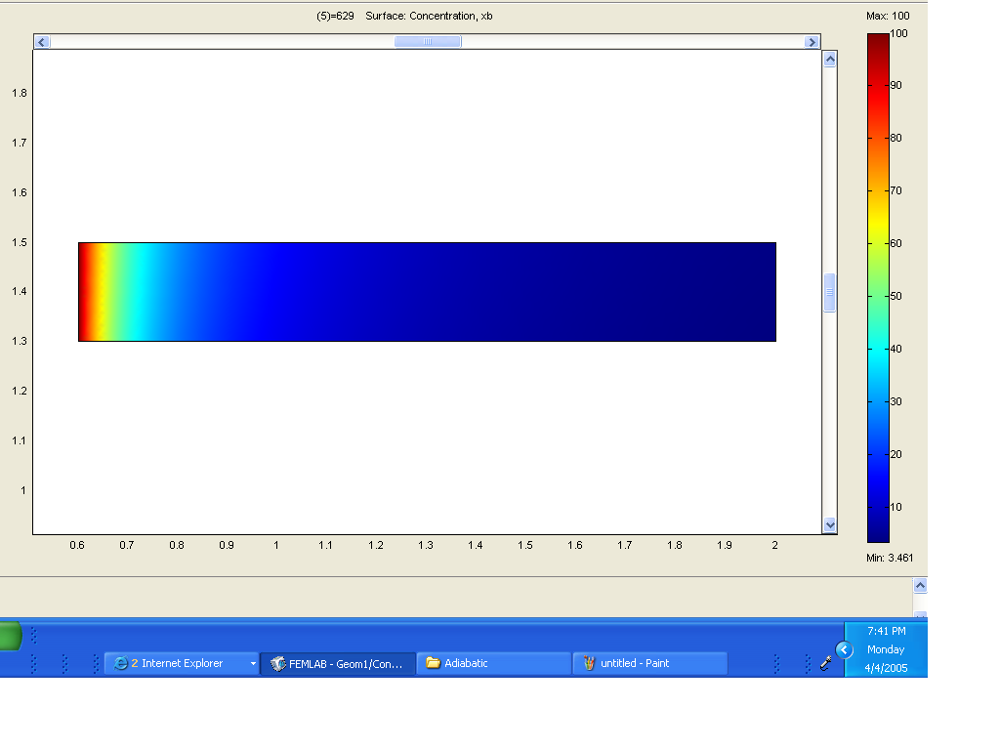 (5)=629 Surface: Concentration, xb
Max: 100
100
90
80
70
60
50
40
30
20
10
Min: 3.461
1.8
1.7
1.6
1.5
1.4
1.3
1.2
1.1
1
0.6 0.7 0.8 0.9 1 1.1 1.2 1.3 1.4 1.5 1.6 1.7 1.8 1.9 2
2 Internet Explorer
FEMLAB - Geom1/Con...
Adiabatic
untitled - Paint
7:41 PM
Monday
4/4/2005